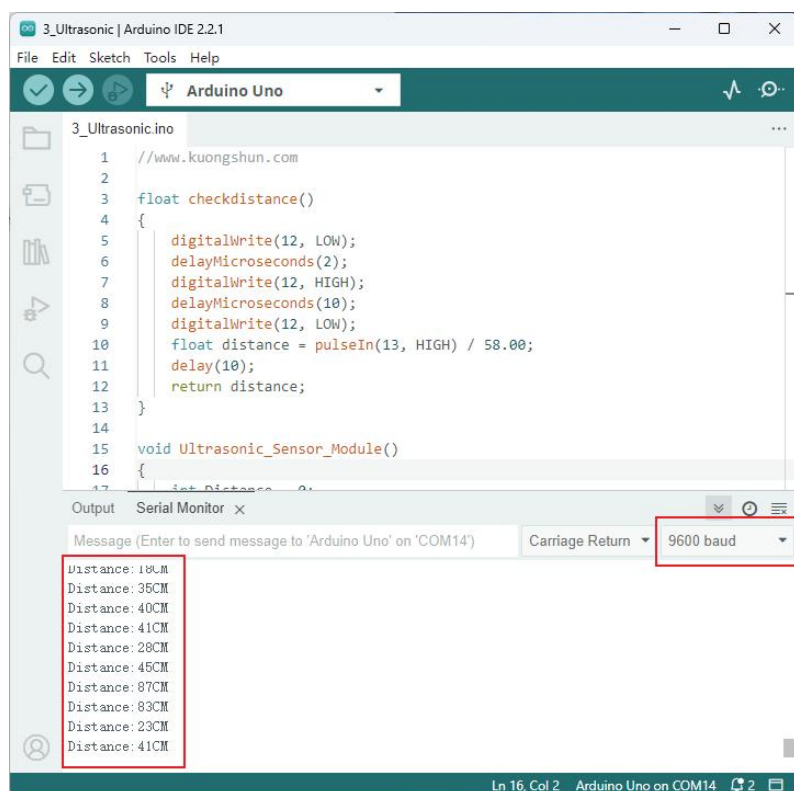 3_Ultrasonic | Arduino IDE 2.2.1
File Edit Sketch Tools Help
Arduino Uno
3_Ultrasonic.ino
1 //www.kuongshun.com
2
3 float checkdistance()
4 {
5 digitalWrite(12, LOW);
6 delayMicroseconds(2);
7 digitalWrite(12, HIGH);
8 delayMicroseconds(10);
9 digitalWrite(12, LOW);
10 float distance = pulseIn(13, HIGH) / 58.00;
11 delay(10);
12 return distance;
13 }
14
15 void Ultrasonic_Sensor_Module()
16 {
17 int Distance = 0;
Output Serial Monitor
Message (Enter to send message to 'Arduino Uno' on 'COM14') Carriage Return 9600 baud
Distance:18CM
Distance:35CM
Distance:40CM
Distance:41CM
Distance:28CM
Distance:45CM
Distance:87CM
Distance:83CM
Distance:23CM
Distance:41CM
Ln 16, Col 2 Arduino Uno on COM14 2